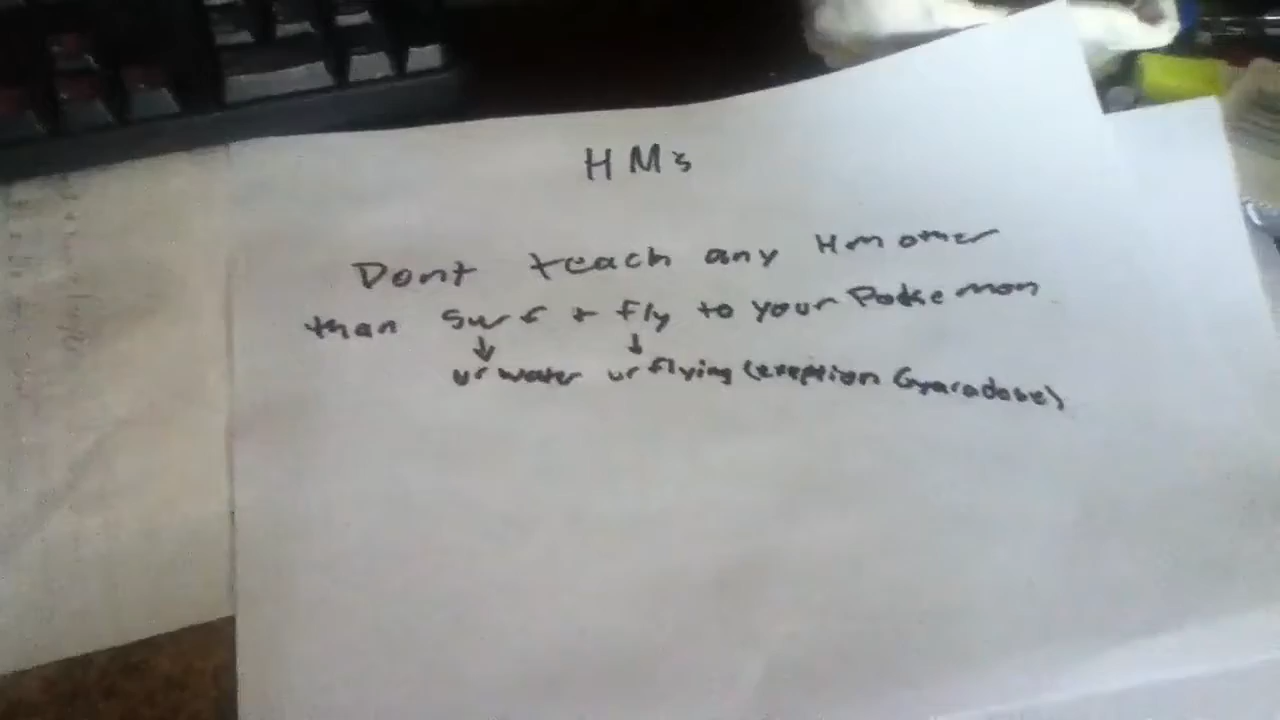 HMs
Dont teach any Hm other
than Surf + fly to your Pokemon
ur water ur flying (exeption Gyaradose)